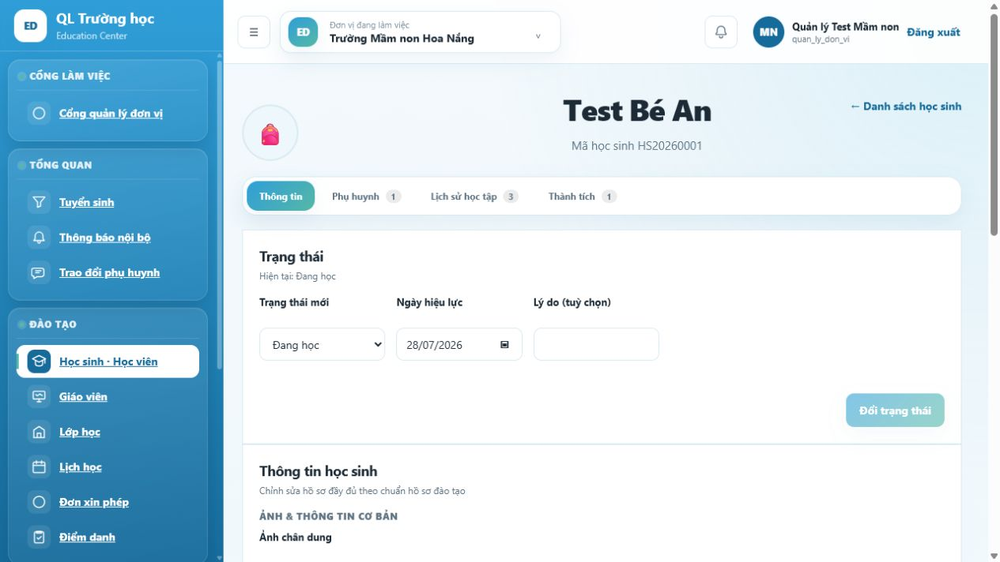 ED
QL Trường học
Education Center
CỔNG LÀM VIỆC
Cổng quản lý đơn vị
TỔNG QUAN
Tuyển sinh
Thông báo nội bộ
Trao đổi phụ huynh
ĐÀO TẠO
Học sinh · Học viên
Giáo viên
Lớp học
Lịch học
Đơn xin phép
Điểm danh
ED
Đơn vị đang làm việc
Trường Mầm non Hoa Nắng
MN
Quản lý Test Mầm non
quan_ly_don_vi
Đăng xuất
Test Bé An
Mã học sinh HS20260001
← Danh sách học sinh
Thông tin
Phụ huynh 1
Lịch sử học tập 3
Thành tích 1
Trạng thái
Hiện tại: Đang học
Trạng thái mới
Ngày hiệu lực
Lý do (tuỳ chọn)
Đang học
28/07/2026
Đổi trạng thái
Thông tin học sinh
Chỉnh sửa hồ sơ đầy đủ theo chuẩn hồ sơ đào tạo
ẢNH & THÔNG TIN CƠ BẢN
Ảnh chân dung